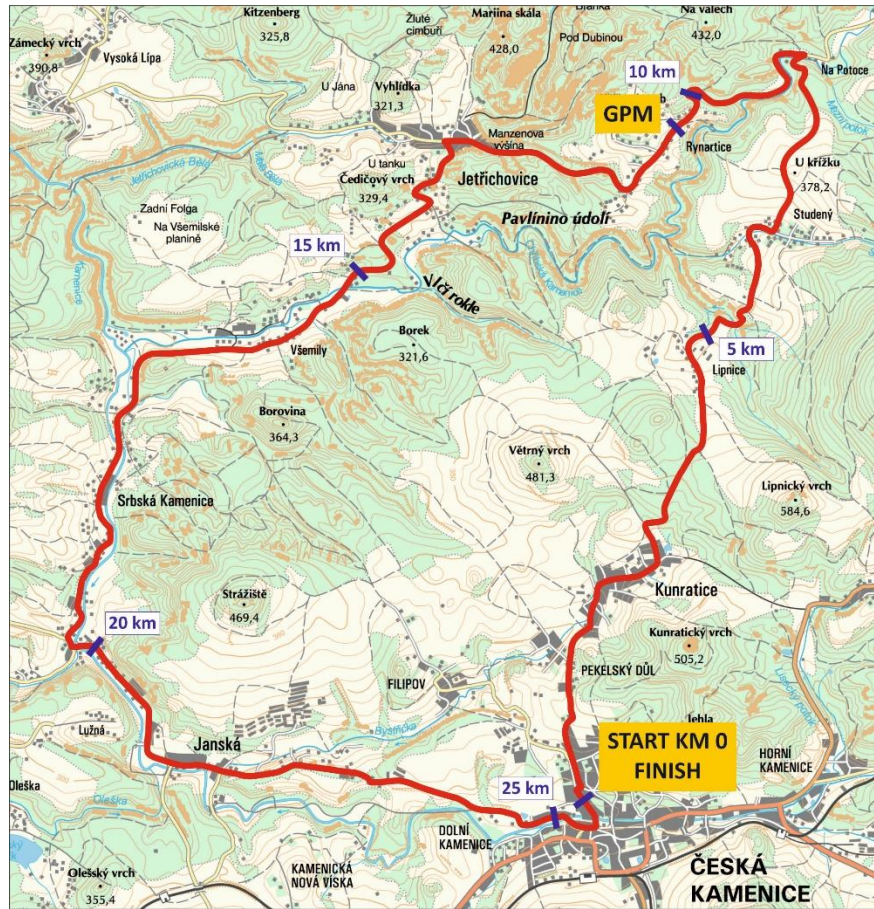 Kitzenberg
325,8
Žluté
cimbuří
Mariina skála
428,0
Pod Dubinou
Na valech
432,0
Zámecký vrch
390,8
Vysoká Lípa
Na Potoce
10 km
GPM
Rynartice
U Jána
Vyhlídka
321,3
Manzenova
výšina
U tanku
Čedičový vrch
329,4
Jetřichovice
Jetřichovická Bělá
Zadní Folga
Na Všemilské
planině
U křížku
378,2
Studený
Pavlínino údolí
15 km
Vlčí rokle
Kamenice
Borek
321,6
Všemily
5 km
Lipnice
Borovina
364,3
Větrný vrch
481,3
Lipnický vrch
584,6
Srbská Kamenice
Kunratice
Strážiště
469,4
20 km
Kunratický vrch
505,2
PEKELSKÝ DŮL
FILIPOV
Lužná
Bystřička
Janská
Jehla
START KM 0
FINISH
HORNÍ
KAMENICE
Oleška
25 km
DOLNÍ
KAMENICE
ČESKÁ
KAMENICE
KAMENICKÁ
NOVÁ VÍSKA
Olešský vrch
355,4